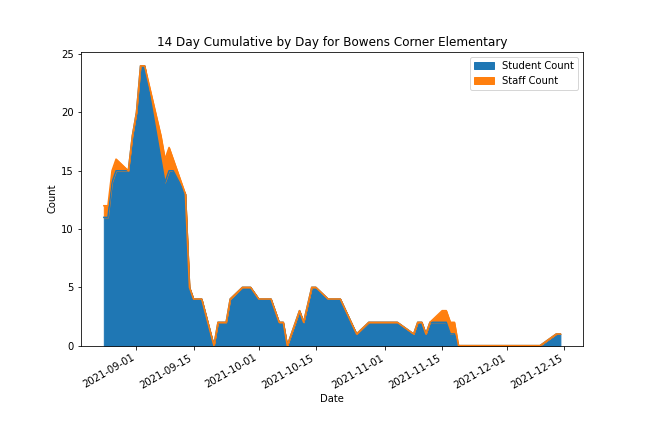 14 Day Cumulative by Day for Bowens Corner Elementary
Student Count
Staff Count
Count
25
20
15
10
5
0
2021-09-01
2021-09-15
2021-10-01
2021-10-15
2021-11-01
2021-11-15
2021-12-01
2021-12-15
Date